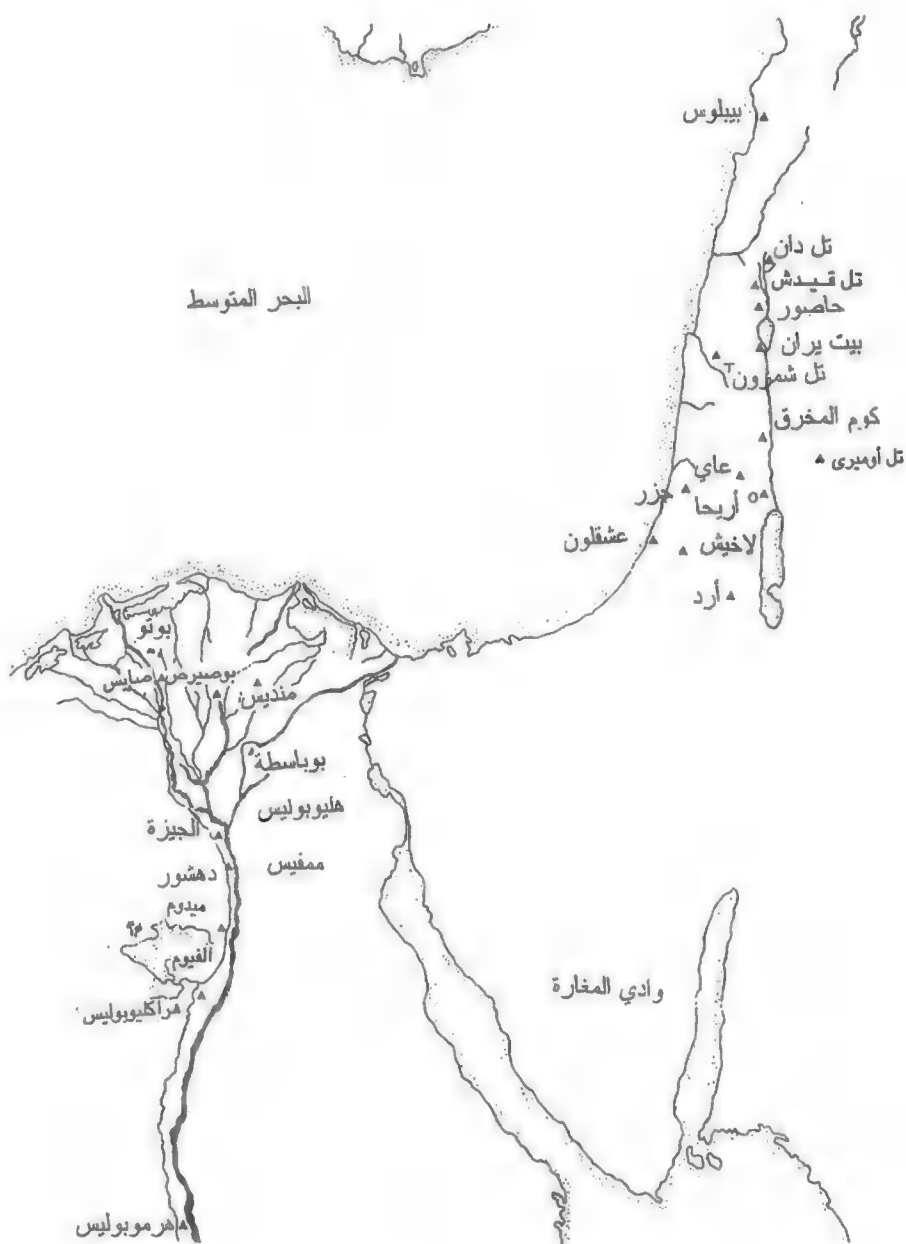 بيبلوس
تل دان
البحر المتوسط
تل قيدش
حاصور
بيت يران
تل شمرون
كوم المخرق
تل أوميرى
عاي
جزر
أريحا
عشقلون
لاخيش
أرد
بوتو
صايس
بوصيرص
منديس
بوباسطة
هليوبوليس
الجيزة
ممفيس
دهشور
ميدوم
الفيوم
وادي المغارة
هراكليوبوليس
هرموبوليس